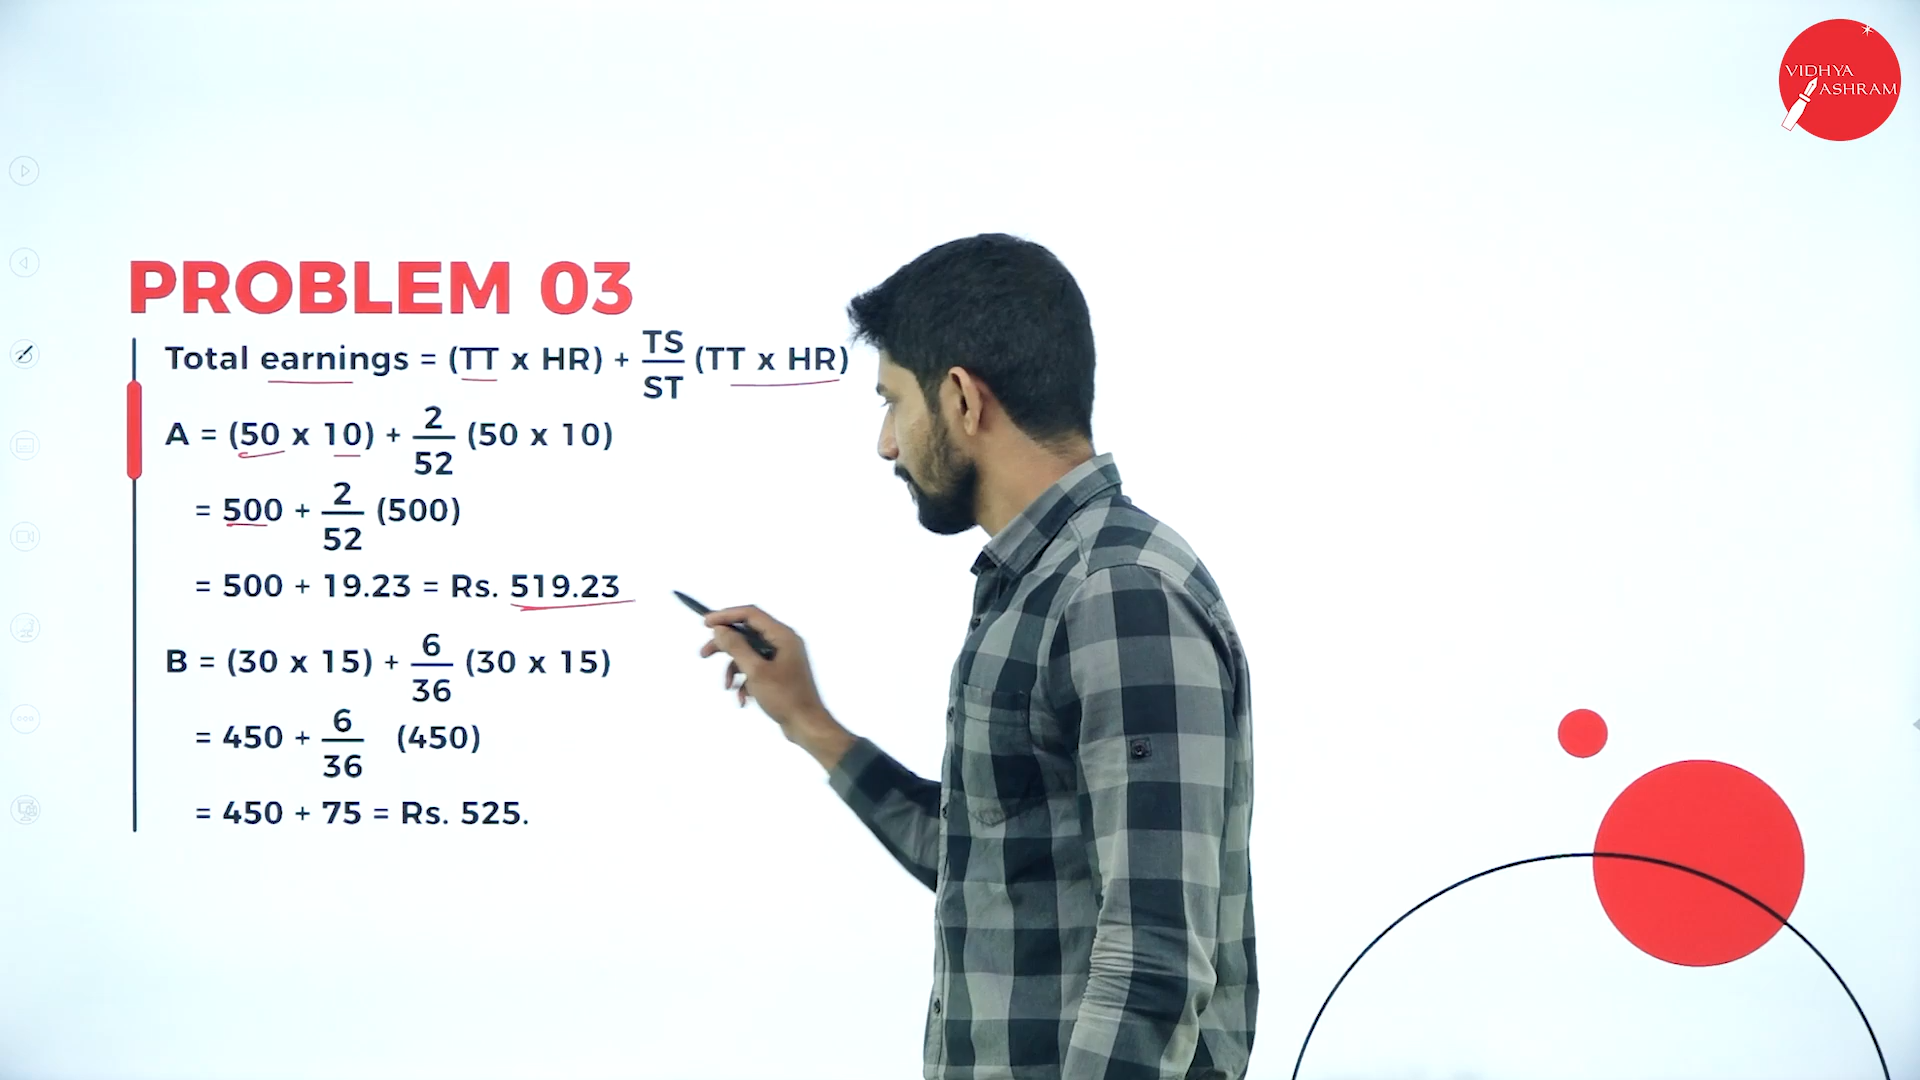 VIDHYA
ASHRAM
PROBLEM 03
Total earnings = (TT x HR) + TS/ST (TT x HR)
A = (50 x 10) + 2/52 (50 x 10)
= 500 + 2/52 (500)
= 500 + 19.23 = Rs. 519.23
B = (30 x 15) + 6/36 (30 x 15)
= 450 + 6/36 (450)
= 450 + 75 = Rs. 525.